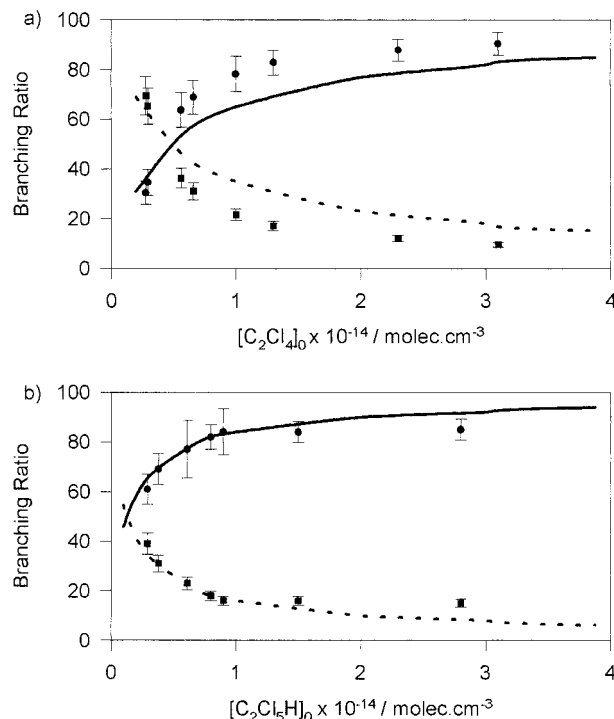 a)
100
80
60
40
20
0
Branching Ratio
0 1 2 3 4
[C₂Cl₄]₀ x 10⁻¹⁴ / molec.cm⁻³
b)
100
80
60
40
20
0
Branching Ratio
0 1 2 3 4
[C₂Cl₅H]₀ x 10⁻¹⁴ / molec.cm⁻³